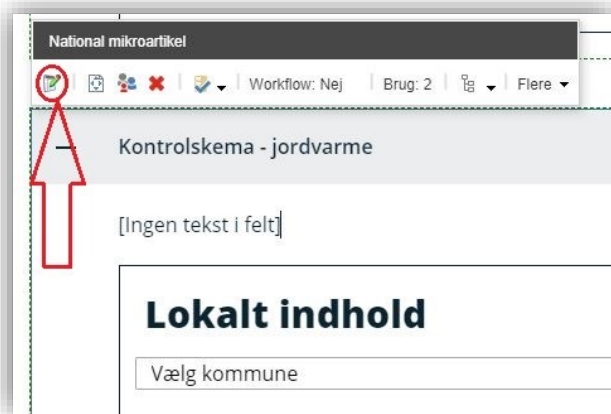 National mikroartikel
Workflow: Nej Brug: 2 Flere
Kontrolskema - jordvarme
[Ingen tekst i felt]
Lokalt indhold
Vælg kommune